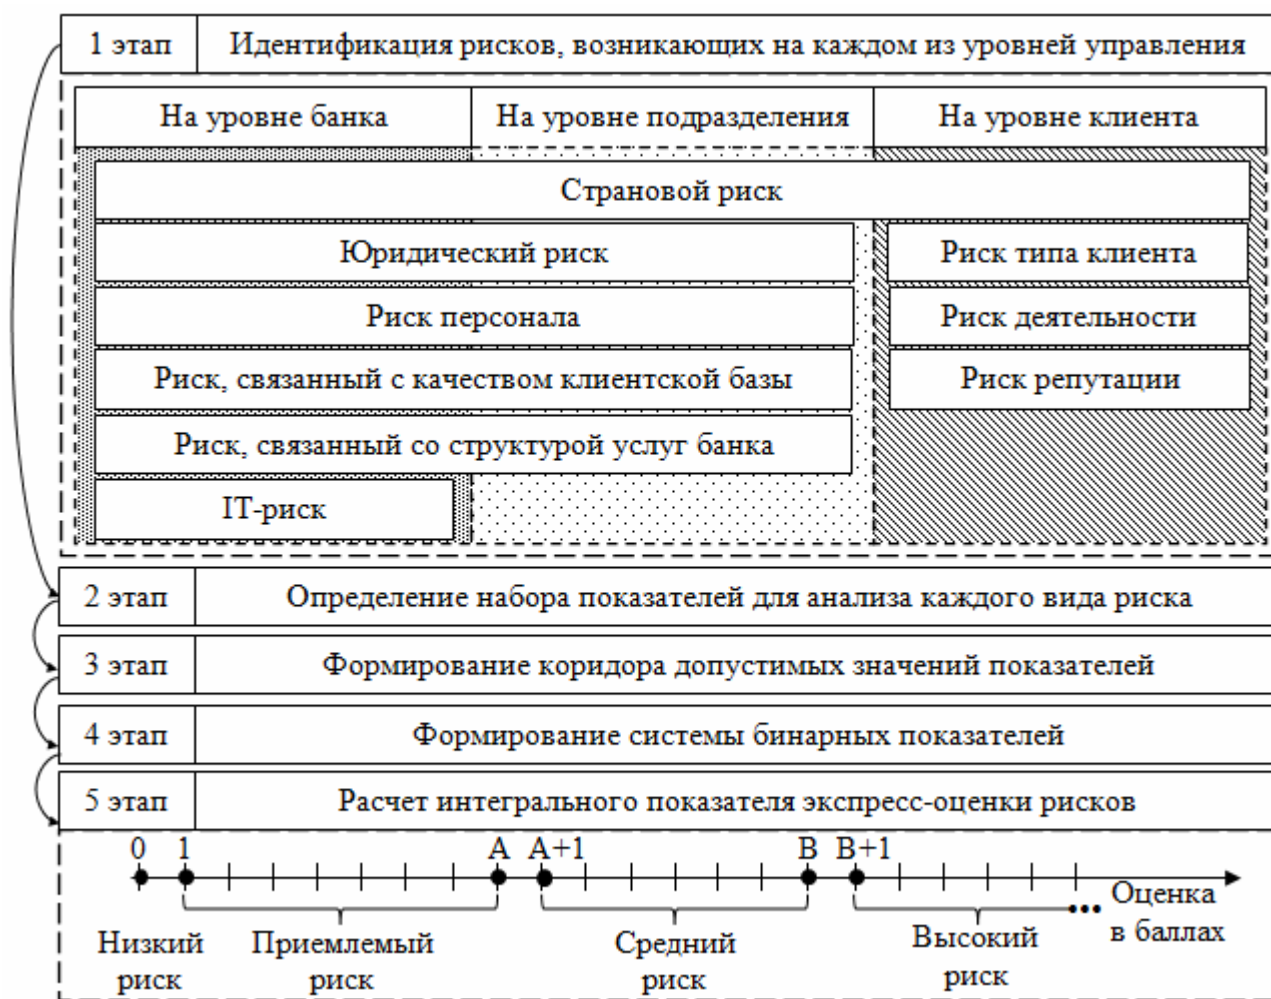 1 этап Идентификация рисков, возникающих на каждом из уровней управления
На уровне банка На уровне подразделения На уровне клиента
Страновой риск
Юридический риск Риск типа клиента
Риск персонала Риск деятельности
Риск, связанный с качеством клиентской базы Риск репутации
Риск, связанный со структурой услуг банка
IT-риск
2 этап Определение набора показателей для анализа каждого вида риска
3 этап Формирование коридора допустимых значений показателей
4 этап Формирование системы бинарных показателей
5 этап Расчет интегрального показателя экспресс-оценки рисков
0 1 A A+1 B B+1
Оценка
в баллах
Низкий
риск
Приемлемый
риск
Средний
риск
Высокий
риск